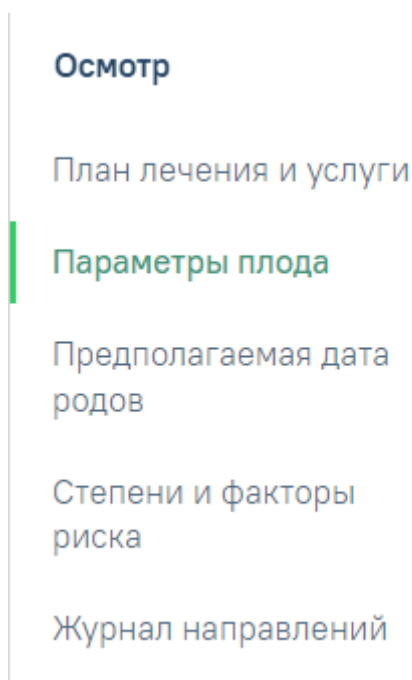 Осмотр
План лечения и услуги
Параметры плода
Предполагаемая дата
родов
Степени и факторы
риска
Журнал направлений